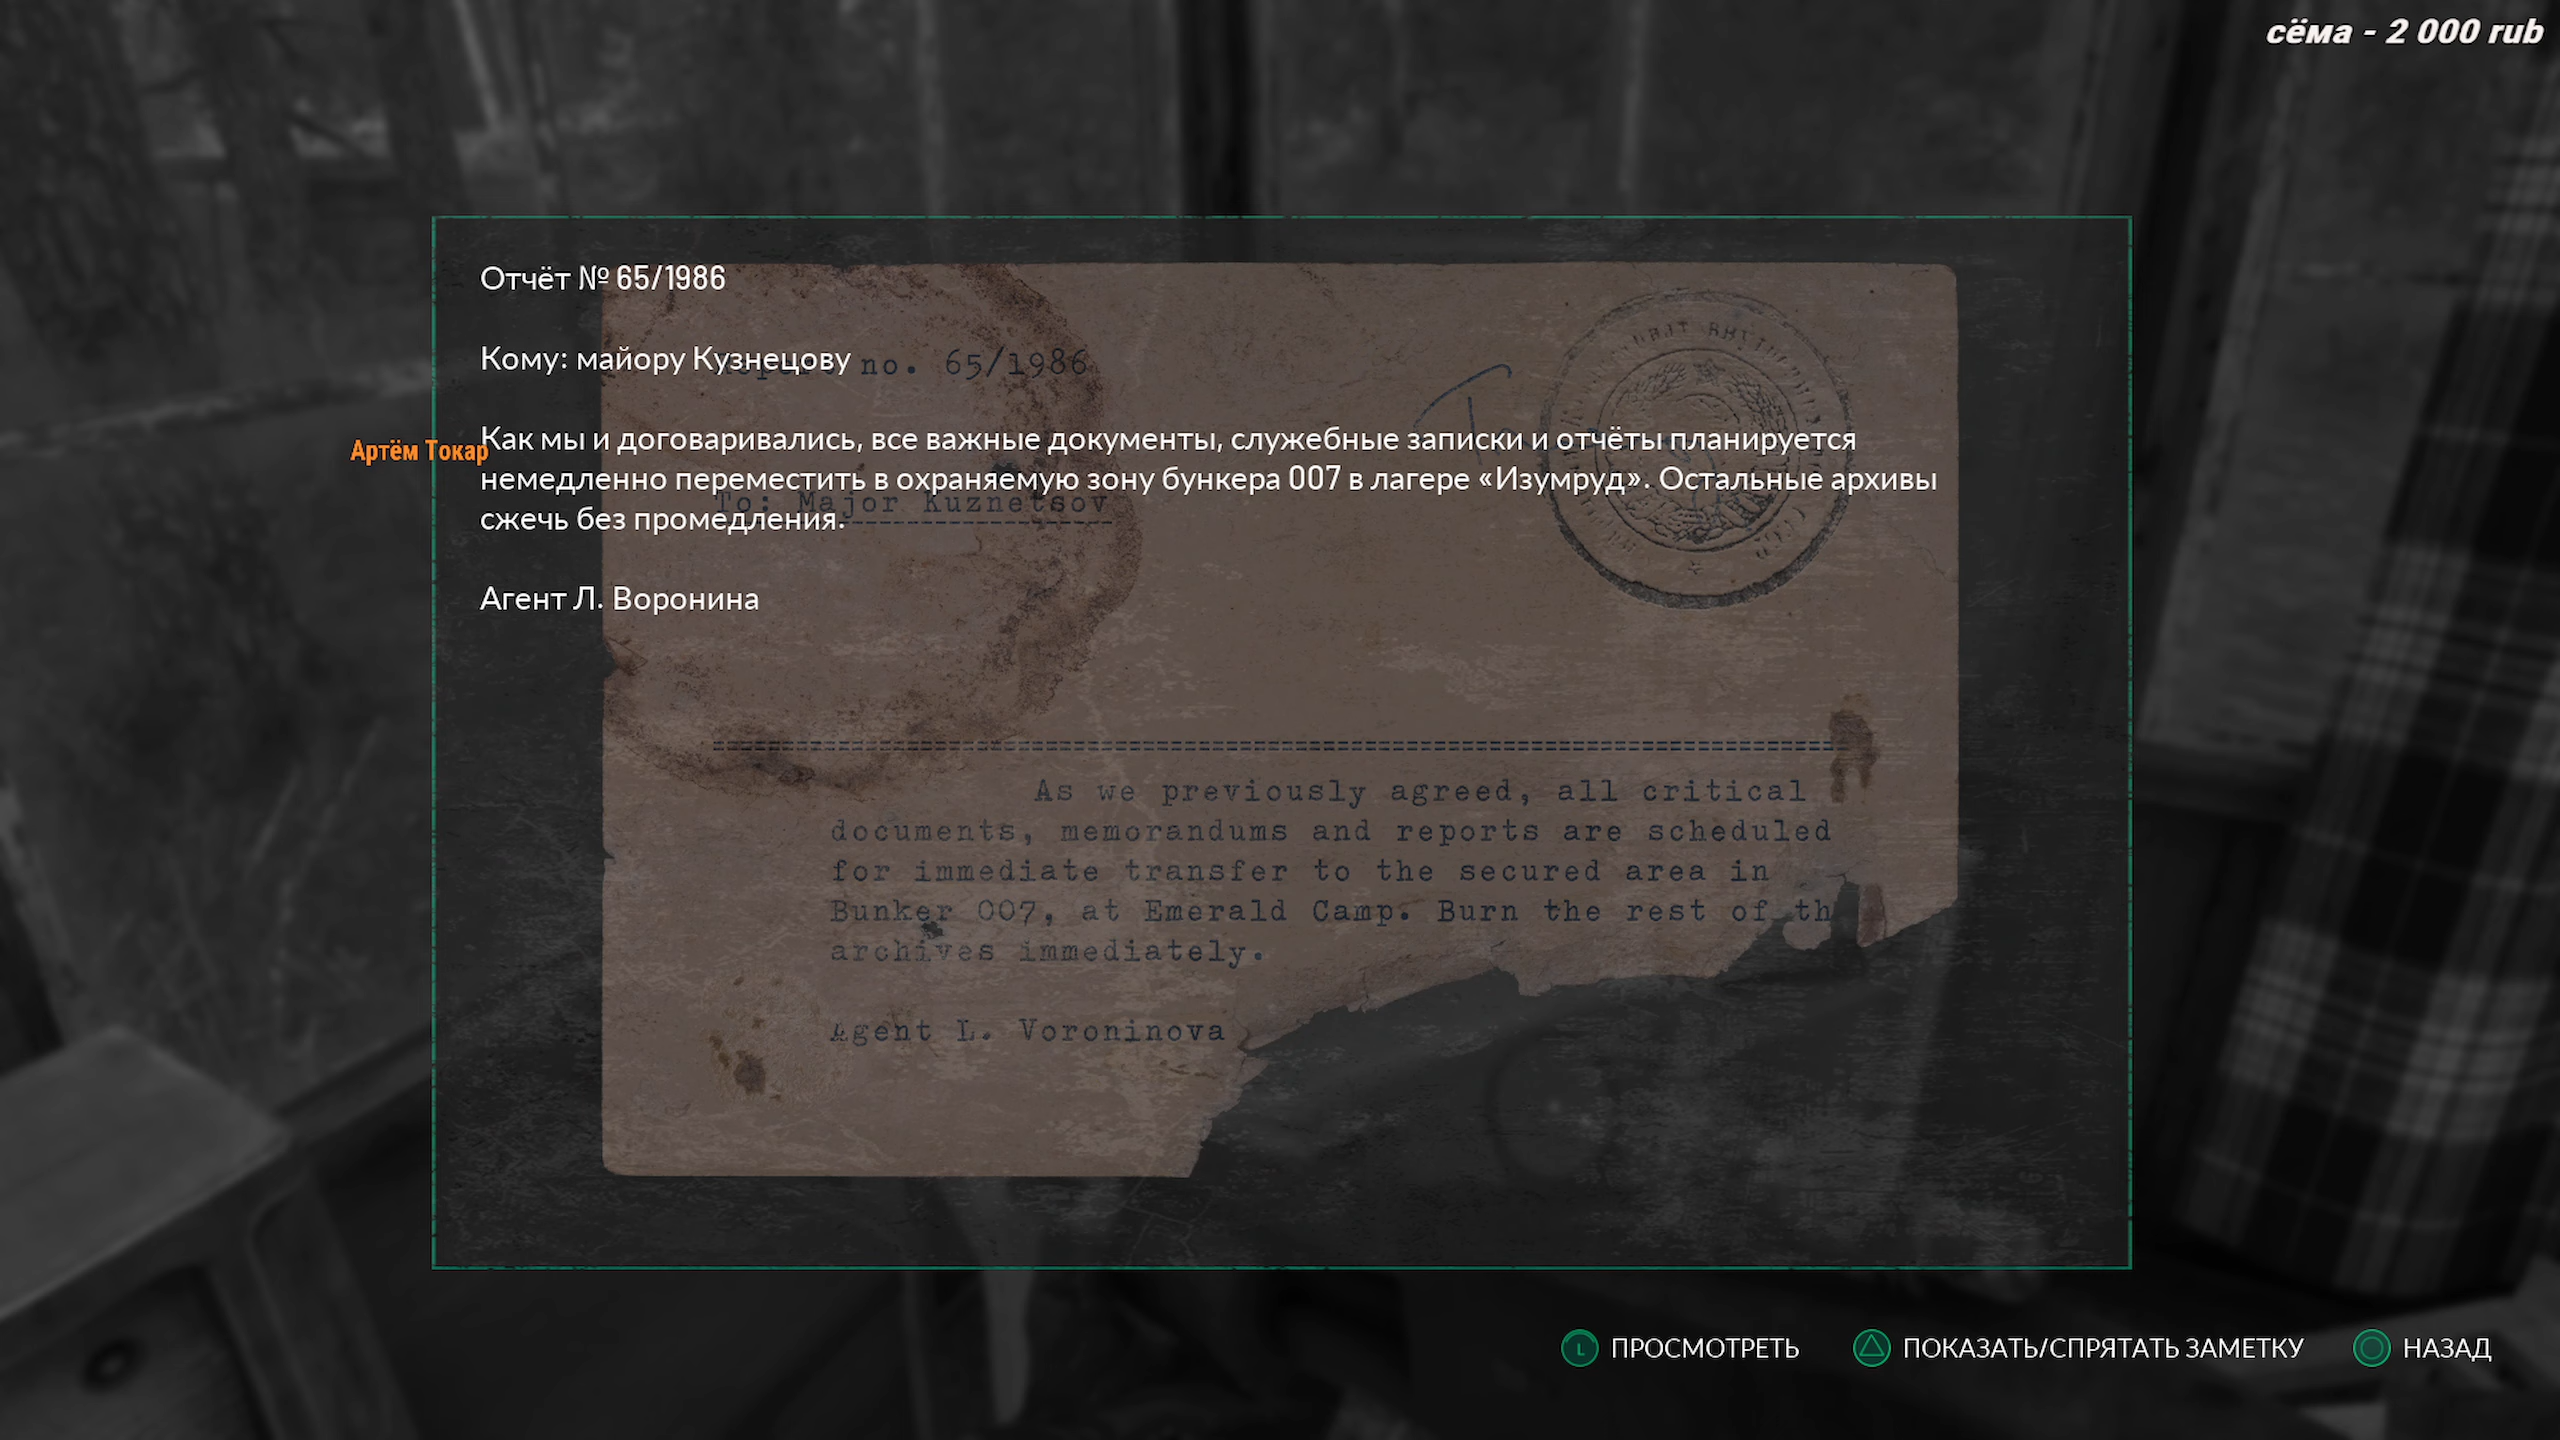 сёма - 2 000 rub
Отчёт № 65/1986
Кому: майору Кузнецову
Артём Токар
Как мы и договаривались, все важные документы, служебные записки и отчёты планируется
немедленно переместить в охраняемую зону бункера 007 в лагере «Изумруд». Остальные архивы
сжечь без промедления.
Агент Л. Воронина
no. 65/1986
To: Major Kuznetsov
As we previously agreed, all critical
documents, memorandums and reports are scheduled
for immediate transfer to the secured area in
Bunker 007, at Emerald Camp. Burn the rest of th
archives immediately.
Agent L. Voroninova
L ПРОСМОТРЕТЬ
ПОКАЗАТЬ/СПРЯТАТЬ ЗАМЕТКУ
НАЗАД